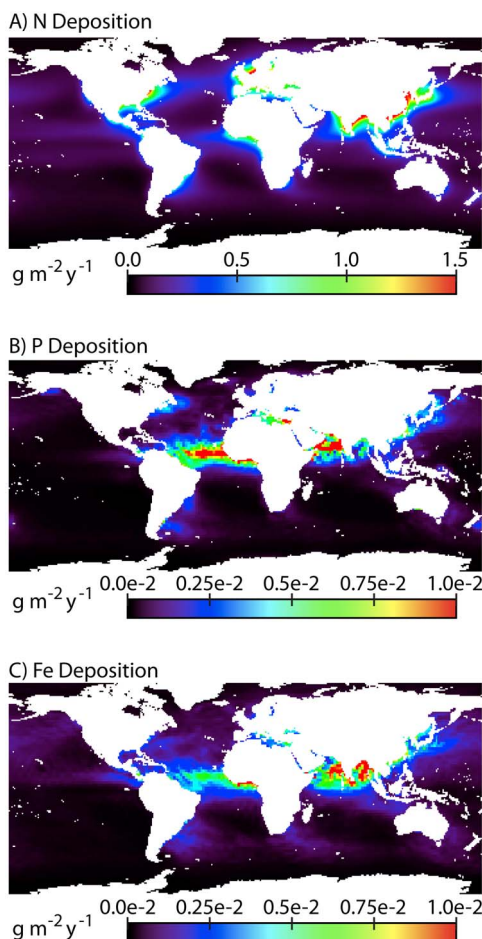 A) N Deposition
0.0 0.5 1.0 1.5
g m⁻² y⁻¹
B) P Deposition
0.0e-2 0.25e-2 0.5e-2 0.75e-2 1.0e-2
g m⁻² y⁻¹
C) Fe Deposition
0.0e-2 0.25e-2 0.5e-2 0.75e-2 1.0e-2
g m⁻² y⁻¹